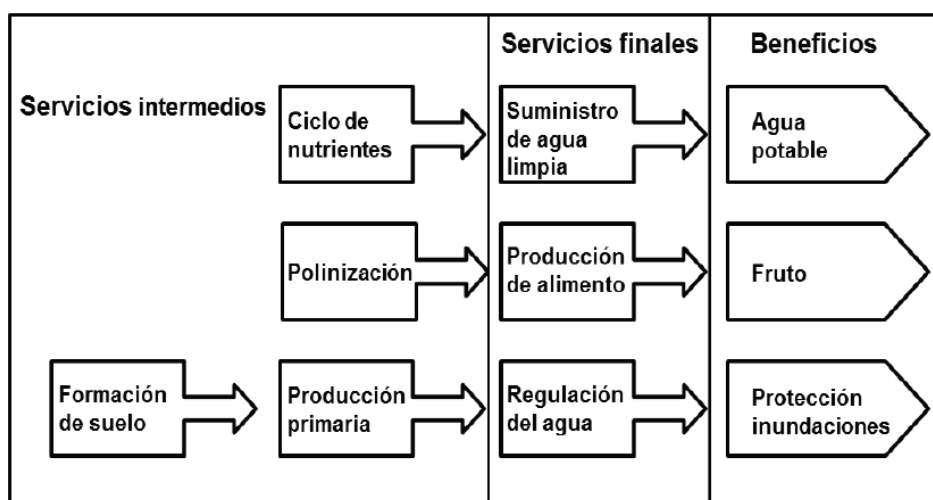 Servicios finales
Beneficios
Servicios intermedios
Ciclo de
nutrientes
Suministro
de agua
limpia
Agua
potable
Polinización
Producción
de alimento
Fruto
Formación
de suelo
Producción
primaria
Regulación
del agua
Protección
inundaciones